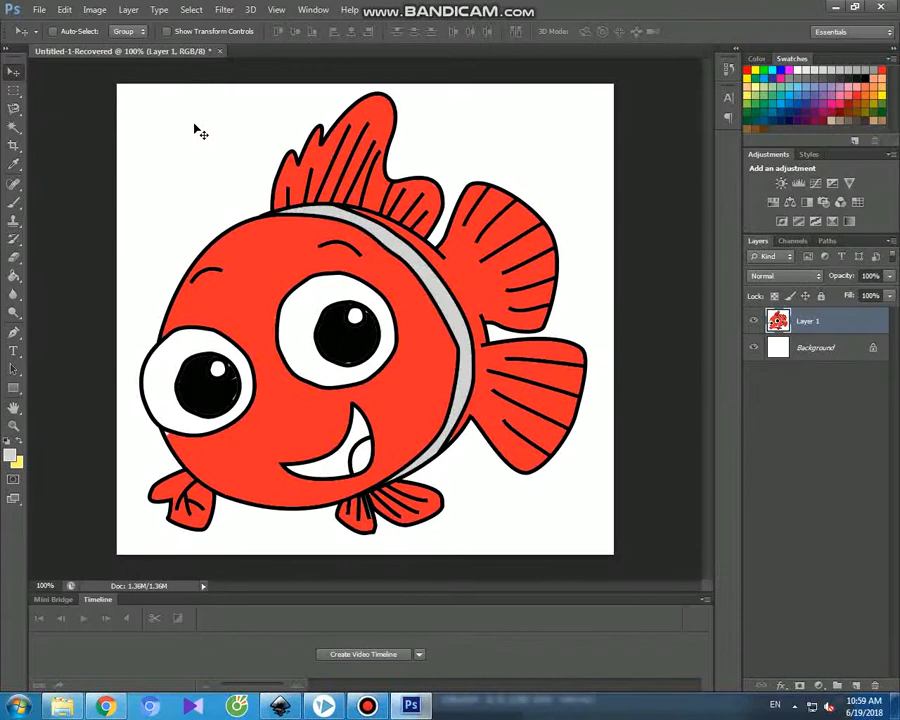 Ps File Edit Image Layer Type Select Filter 3D View Window Help
www.BANDICAM.com
Auto-Select: Group Show Transform Controls 3D Mode: Essentials
Untitled-1-Recovered @ 100% (Layer 1, RGB/8) * ×
Color Swatches
Adjustments Styles
Add an adjustment
Layers Channels Paths
Kind
Normal Opacity: 100%
Lock: Fill: 100%
Layer 1
Background
100% Doc: 1.36M/1.36M
Mini Bridge Timeline
Create Video Timeline
Ps
EN
10:59 AM
6/19/2018